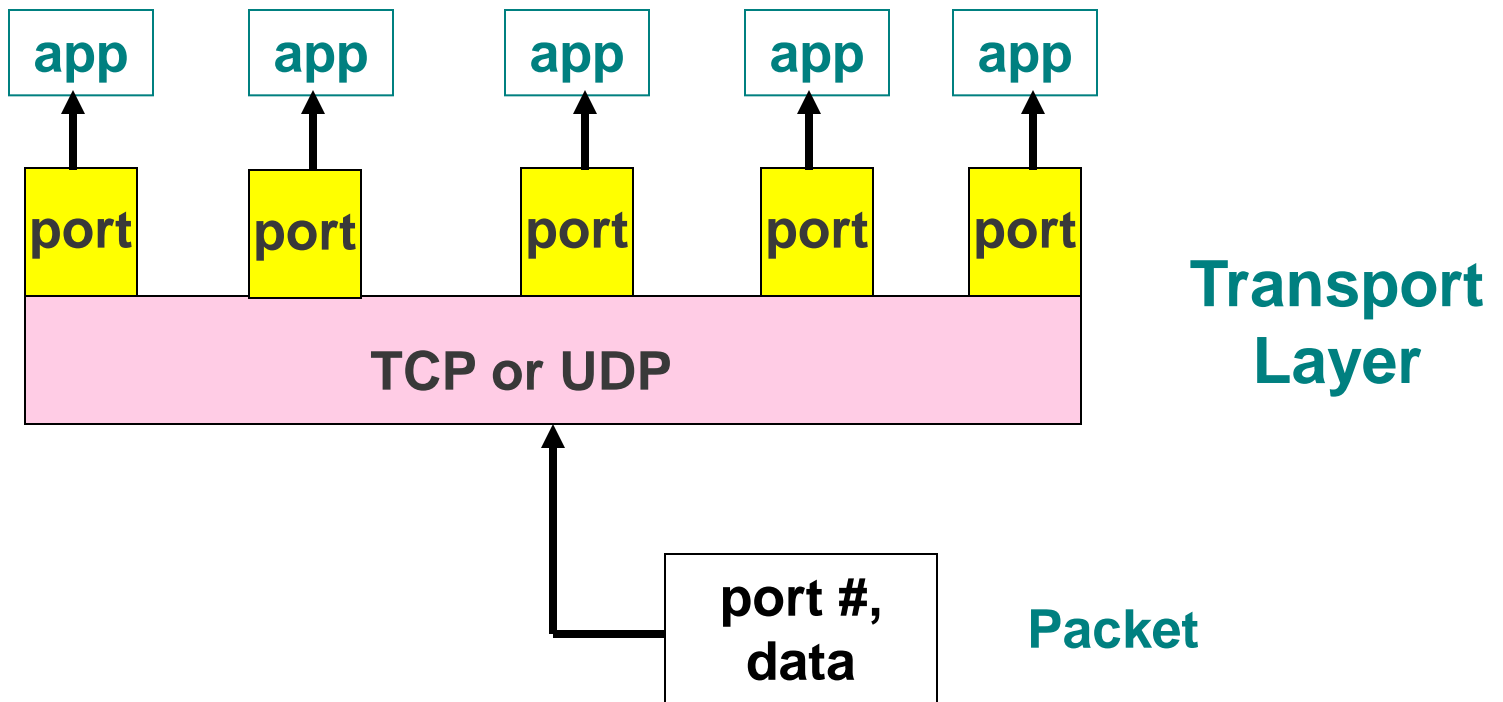 app
app
app
app
app
port
port
port
port
port
Transport
Layer
TCP or UDP
port #,
data
Packet